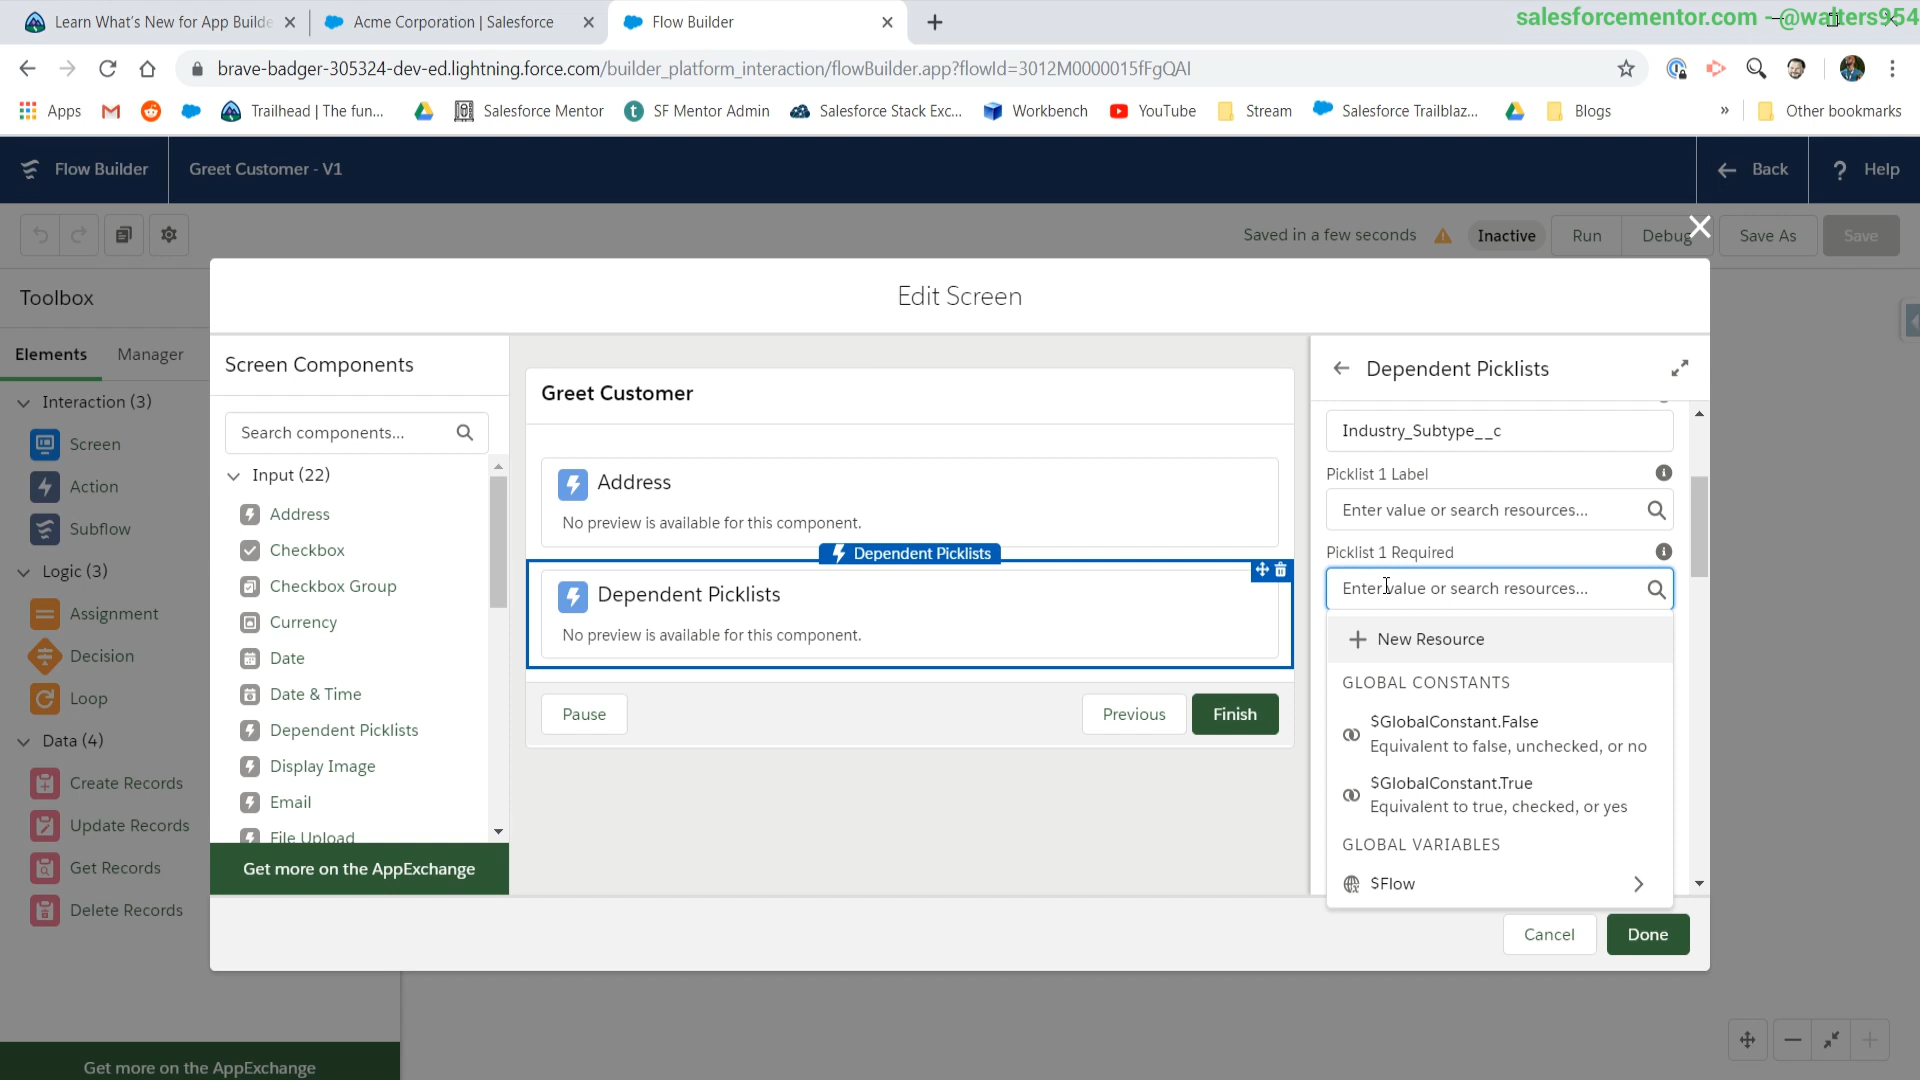 Learn What's New for App Builde
Acme Corporation | Salesforce
Flow Builder
salesforcementor.com - @walters954
brave-badger-305324-dev-ed.lightning.force.com/builder_platform_interaction/flowBuilder.app?flowId=3012M0000015fFgQAI
Apps
Trailhead | The fun...
Salesforce Mentor
SF Mentor Admin
Salesforce Stack Exc...
Workbench
YouTube
Stream
Salesforce Trailblaz...
Blogs
»
Other bookmarks
Flow Builder
Greet Customer - V1
Back
? Help
Saved in a few seconds
Inactive
Run
Debug
Save As
Save
Toolbox
Elements
Manager
Interaction (3)
Screen
Action
Subflow
Logic (3)
Assignment
Decision
Loop
Data (4)
Create Records
Update Records
Get Records
Delete Records
Get more on the AppExchange
Edit Screen
Screen Components
Search components...
Input (22)
Address
Checkbox
Checkbox Group
Currency
Date
Date & Time
Dependent Picklists
Display Image
Email
File Upload
Get more on the AppExchange
Greet Customer
Address
No preview is available for this component.
Dependent Picklists
Dependent Picklists
No preview is available for this component.
Pause
Previous
Finish
Dependent Picklists
Industry_Subtype__c
Picklist 1 Label
Enter value or search resources...
Picklist 1 Required
Enter value or search resources...
New Resource
GLOBAL CONSTANTS
$GlobalConstant.False
Equivalent to false, unchecked, or no
$GlobalConstant.True
Equivalent to true, checked, or yes
GLOBAL VARIABLES
$Flow
Cancel
Done